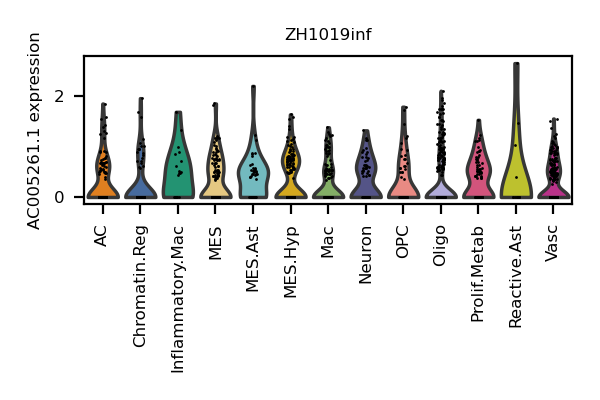 ZH1019inf
AC005261.1 expression
2
0
AC
Chromatin.Reg
Inflammatory.Mac
MES
MES.Ast
MES.Hyp
Mac
Neuron
OPC
Oligo
Prolif.Metab
Reactive.Ast
Vasc